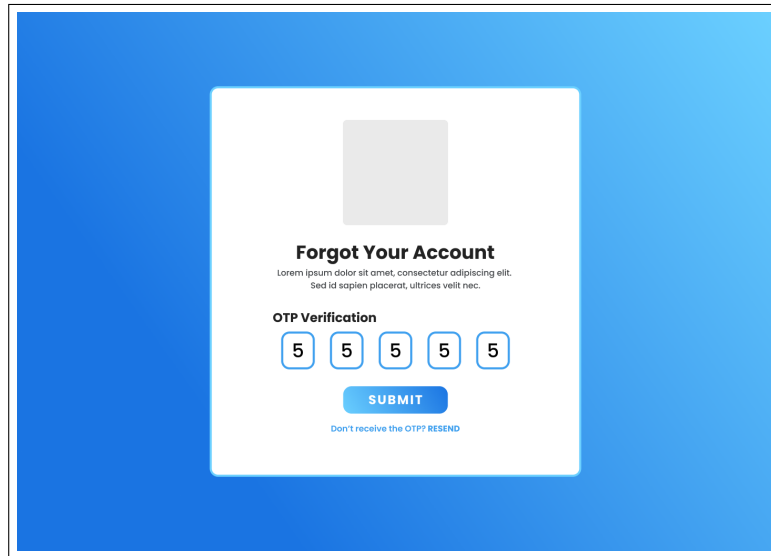 Forgot Your Account
Lorem ipsum dolor sit amet, consectetur adipiscing elit.
Sed id sapien placerat, ultrices velit nec.
OTP Verification
5 5 5 5 5
SUBMIT
Don't receive the OTP? RESEND